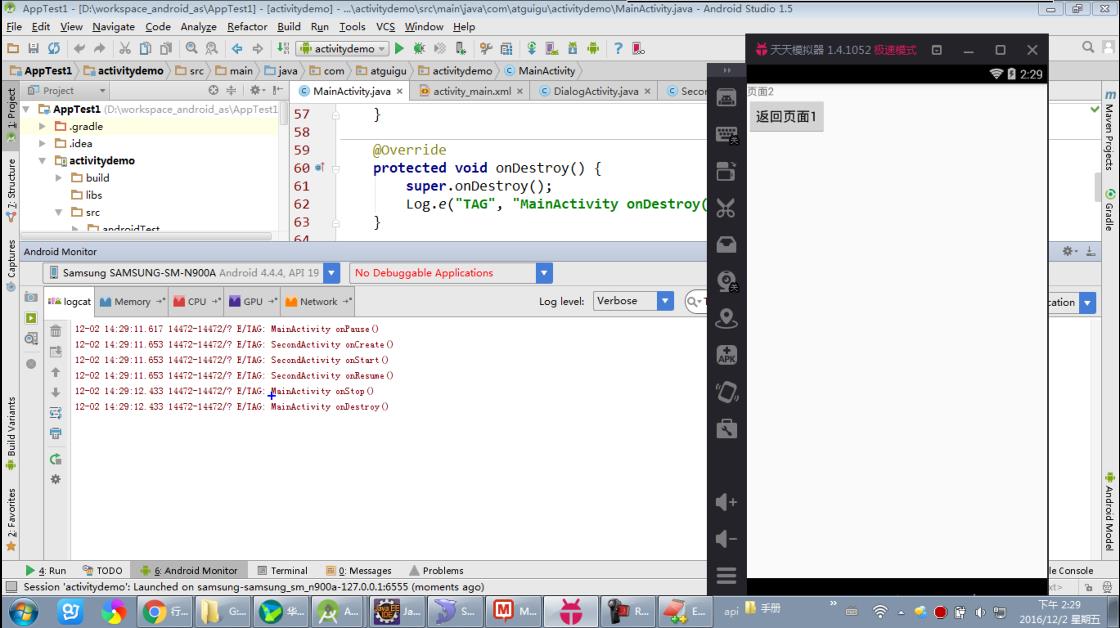 AppTest1 - [D:\workspace_android_as\AppTest1] - [activitydemo] - ...\activitydemo\src\main\java\com\atguigu\activitydemo\MainActivity.java - Android Studio 1.5
File Edit View Navigate Code Analyze Refactor Build Run Tools VCS Window Help
activitydemo
AppTest1 activitydemo src main java com atguigu activitydemo MainActivity
Project
MainActivity.java activity_main.xml DialogActivity.java Secon
AppTest1 (D:\workspace_android_as\AppTest1)
.gradle
.idea
activitydemo
build
libs
src
androidTest
57 }
58
59 @Override
60 protected void onDestroy() {
61 super.onDestroy();
62 Log.e("TAG", "MainActivity onDestroy(
63 }
64
Android Monitor
Samsung SAMSUNG-SM-N900A Android 4.4.4, API 19
No Debuggable Applications
logcat Memory CPU GPU Network
Log level: Verbose
cation
12-02 14:29:11.617 14472-14472/? E/TAG: MainActivity onPause()
12-02 14:29:11.653 14472-14472/? E/TAG: SecondActivity onCreate()
12-02 14:29:11.653 14472-14472/? E/TAG: SecondActivity onStart()
12-02 14:29:11.653 14472-14472/? E/TAG: SecondActivity onResume()
12-02 14:29:12.433 14472-14472/? E/TAG: MainActivity onStop()
12-02 14:29:12.433 14472-14472/? E/TAG: MainActivity onDestroy()
1: Project
7: Structure
Captures
Build Variants
2: Favorites
天天模拟器 1.4.1052 极速模式
2:29
页面2
返回页面1
APK
m Maven Projects
Gradle
Android Model
4: Run TODO 6: Android Monitor Terminal 0: Messages Problems
le Console
Session 'activitydemo': Launched on samsung-samsung_sm_n900a-127.0.0.1:6555 (moments ago)
行... G:... 华... A... Ja... S... M... R... E...
api 手册
下午 2:29
2016/12/2 星期五